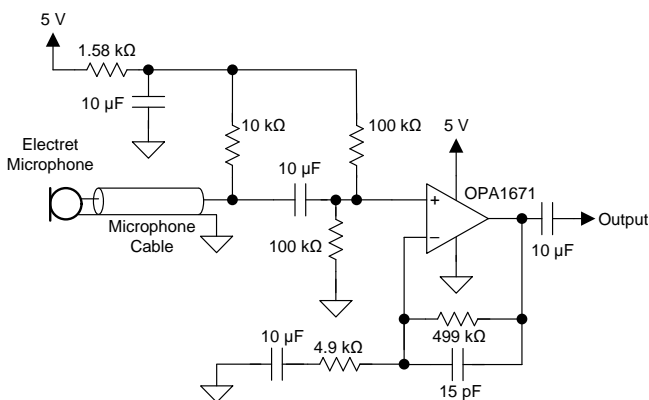 5 V
1.58 kΩ
10 µF
10 kΩ
100 kΩ
5 V
Electret
Microphone
10 µF
OPA1671
+
−
Output
Microphone
Cable
100 kΩ
10 µF
10 µF
4.9 kΩ
499 kΩ
15 pF